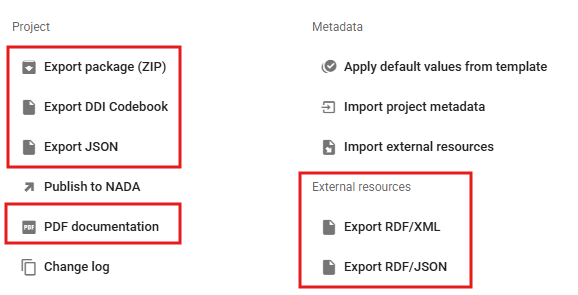 Project
Export package (ZIP)
Export DDI Codebook
Export JSON
Publish to NADA
PDF
PDF documentation
Change log
Metadata
Apply default values from template
Import project metadata
Import external resources
External resources
Export RDF/XML
Export RDF/JSON